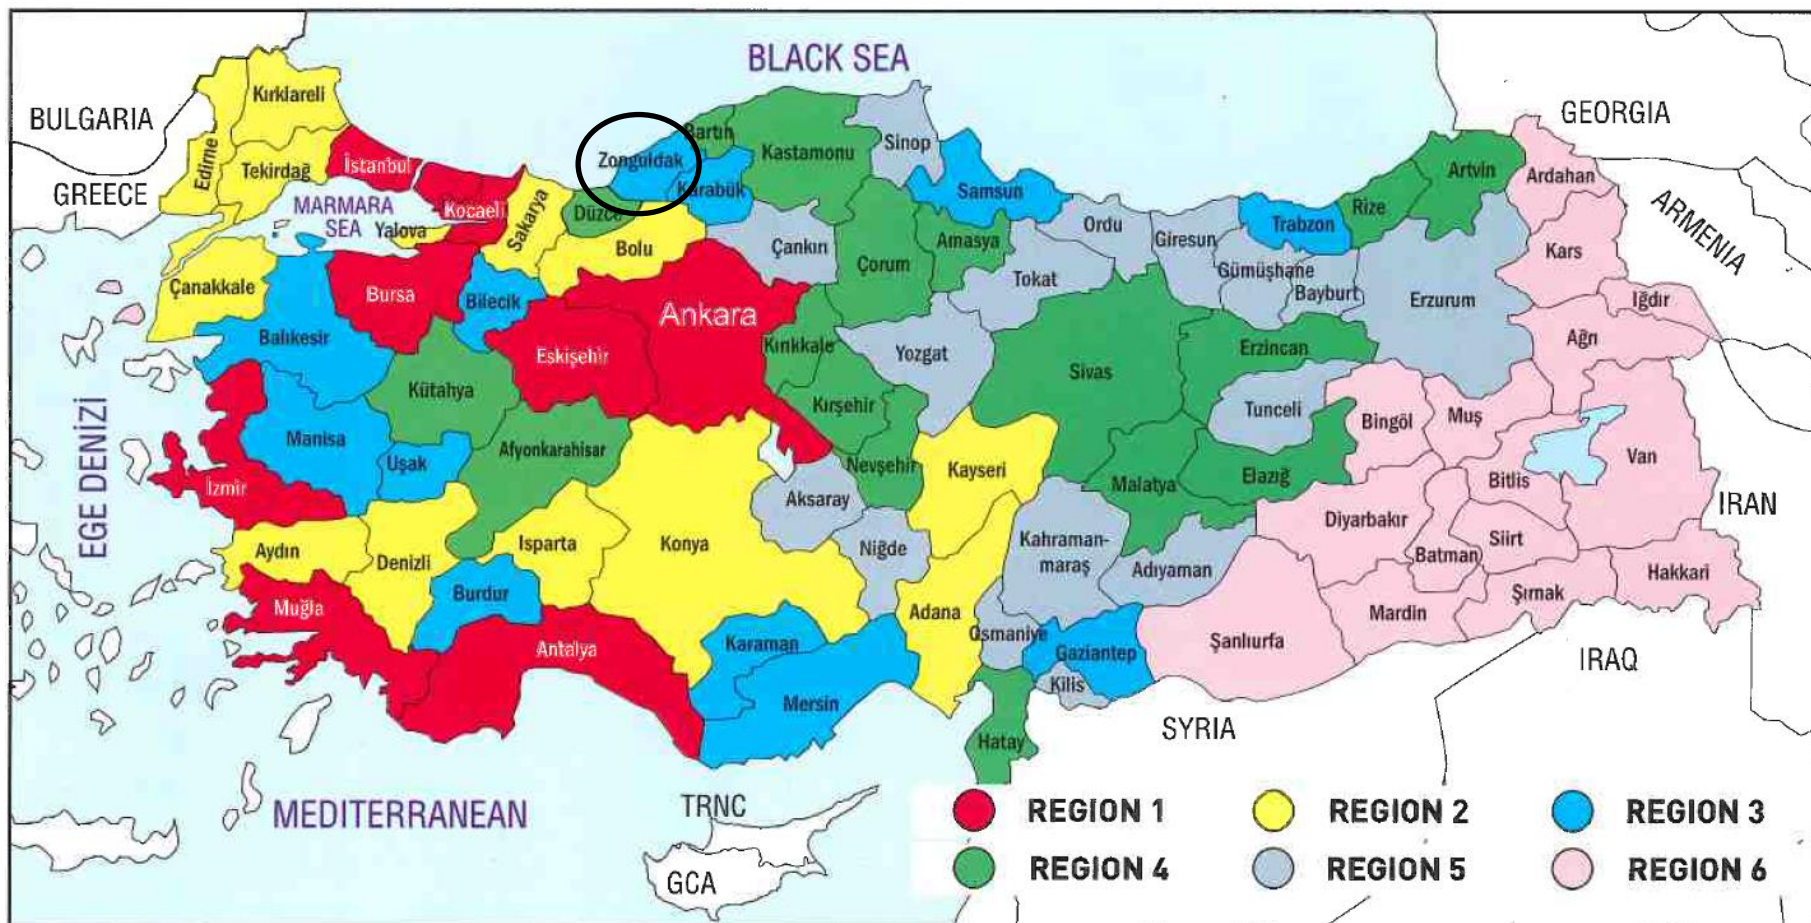 BLACK SEA
BULGARIA
GEORGIA
GREECE
ARMENIA
MARMARA
SEA
EGE DENİZİ
IRAN
IRAQ
SYRIA
MEDITERRANEAN
TRNC
GCA
Kırklareli
Edirne
Tekirdağ
İstanbul
Kocaeli
Yalova
Sakarya
Düzce
Zonguldak
Bartın
Karabük
Kastamonu
Sinop
Samsun
Ordu
Giresun
Trabzon
Rize
Artvin
Ardahan
Kars
Iğdır
Ağrı
Erzurum
Bayburt
Gümüşhane
Tokat
Amasya
Çorum
Çankırı
Bolu
Ankara
Eskişehir
Bilecik
Bursa
Çanakkale
Balıkesir
Kütahya
Manisa
Uşak
Afyonkarahisar
İzmir
Aydın
Denizli
Isparta
Burdur
Muğla
Antalya
Konya
Karaman
Mersin
Aksaray
Niğde
Nevşehir
Kırşehir
Kırıkkale
Yozgat
Kayseri
Sivas
Erzincan
Tunceli
Bingöl
Muş
Van
Bitlis
Elazığ
Malatya
Adana
Kahraman-
maraş
Adıyaman
Diyarbakır
Batman
Siirt
Şırnak
Hakkari
Mardin
Şanlıurfa
Gaziantep
Kilis
Osmaniye
Hatay
REGION 1
REGION 2
REGION 3
REGION 4
REGION 5
REGION 6